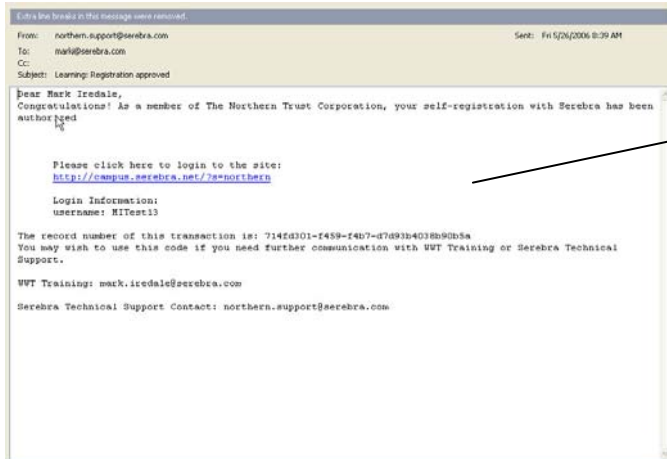 Extra line breaks in this message were removed.
From: northern.support@serebra.com Sent: Fri 5/26/2006 8:39 AM
To: marki@serebra.com
Cc:
Subject: Learning: Registration approved
Dear Mark Iredale,
Congratulations! As a member of The Northern Trust Corporation, your self-registration with Serebra has been
authorized
Please click here to login to the site:
http://campus.serebra.net/?s=northern
Login Information:
username: MITest13
The record number of this transaction is: 714fd301-f459-f4b7-d7d93b4038b90b5a
You may wish to use this code if you need further communication with WWT Training or Serebra Technical
Support.
WWT Training: mark.iredale@serebra.com
Serebra Technical Support Contact: northern.support@serebra.com